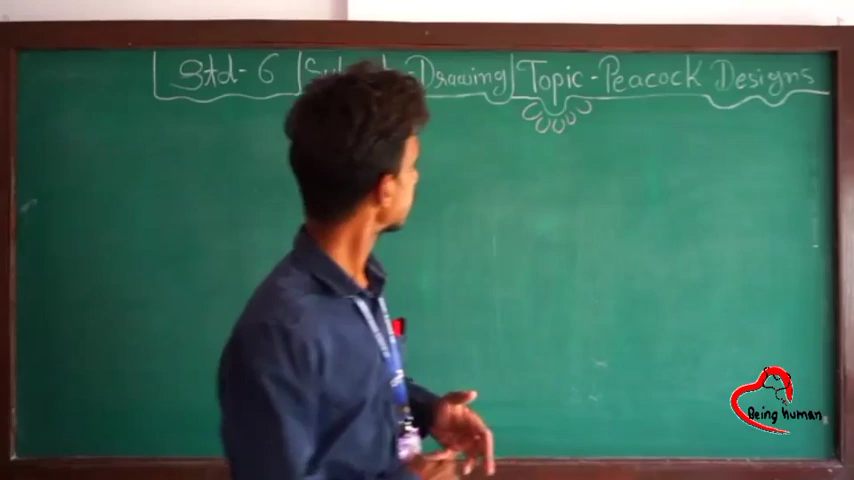 Std- 6 - Drawing Topic - Peacock Designs
Being human